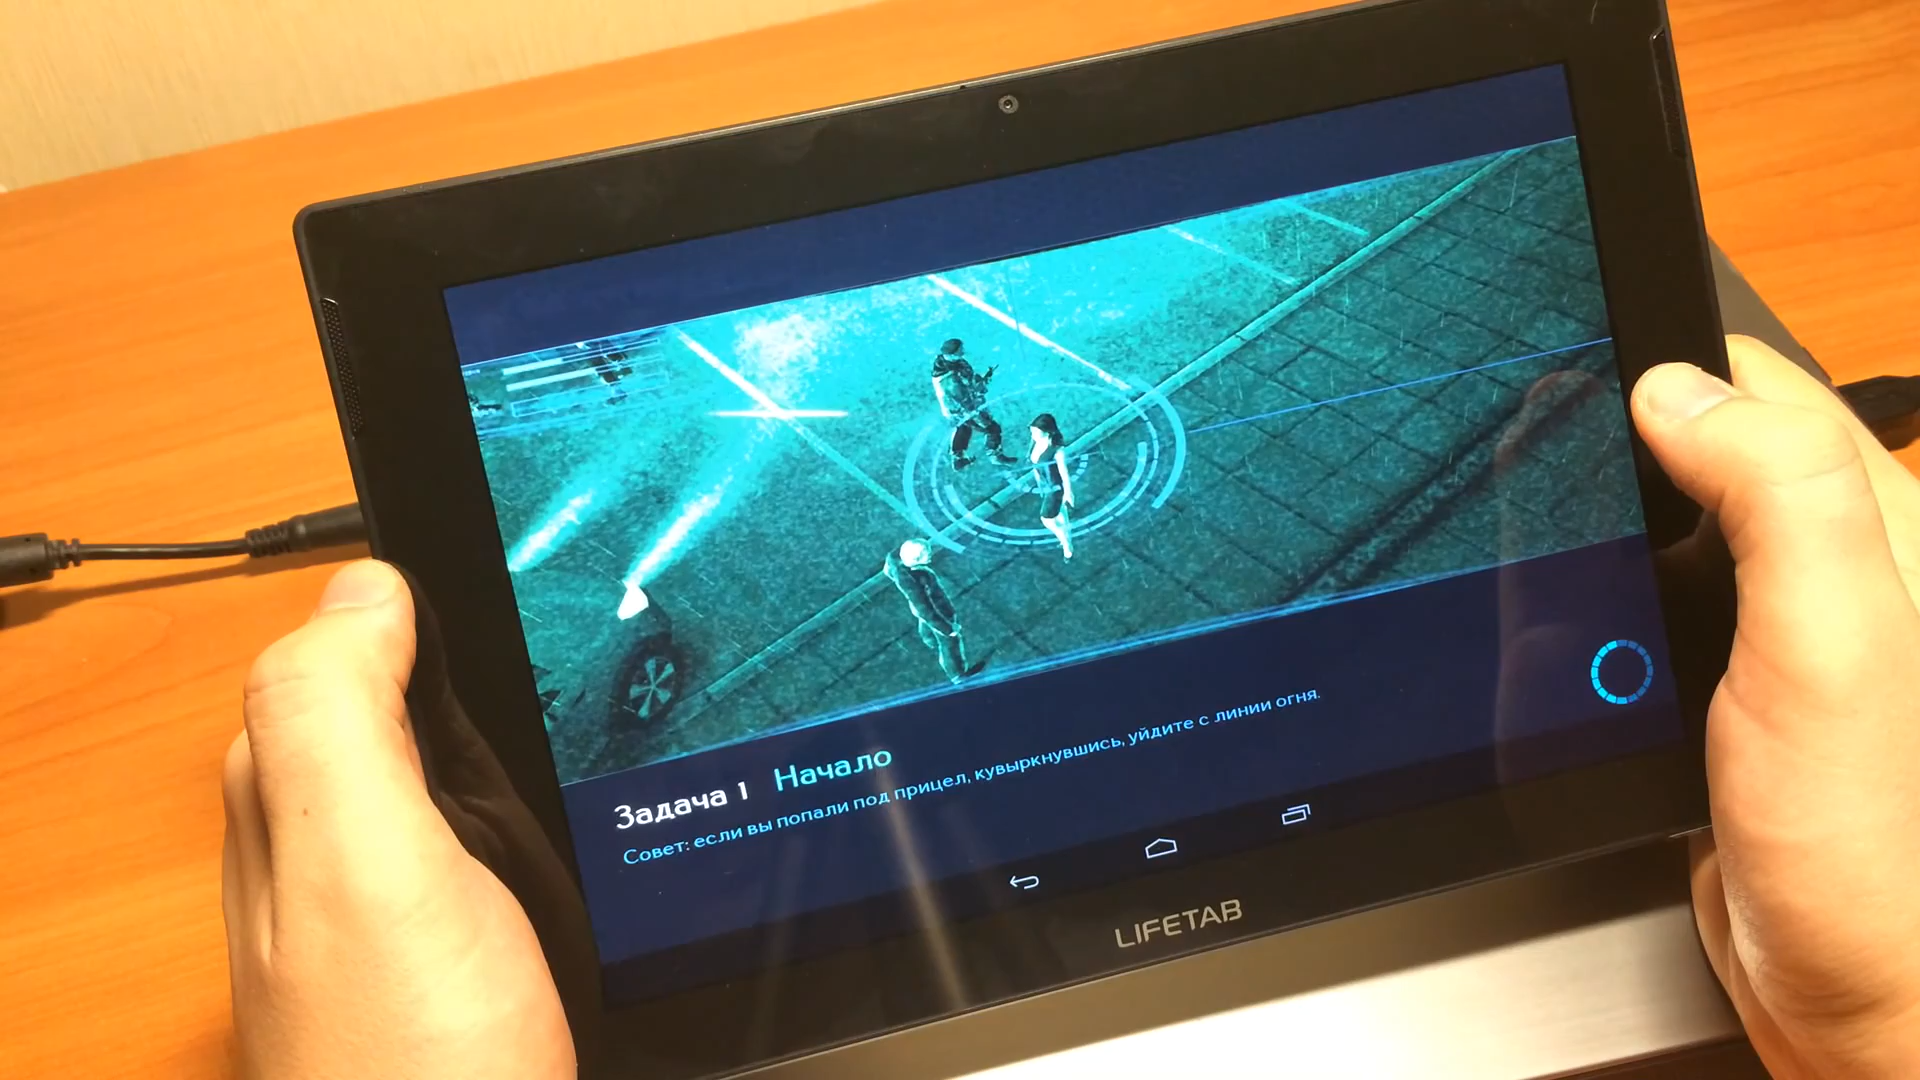 Задача 1 Начало
Совет: если вы попали под прицел, кувыркнувшись, уйдите с линии огня.
LIFETAB